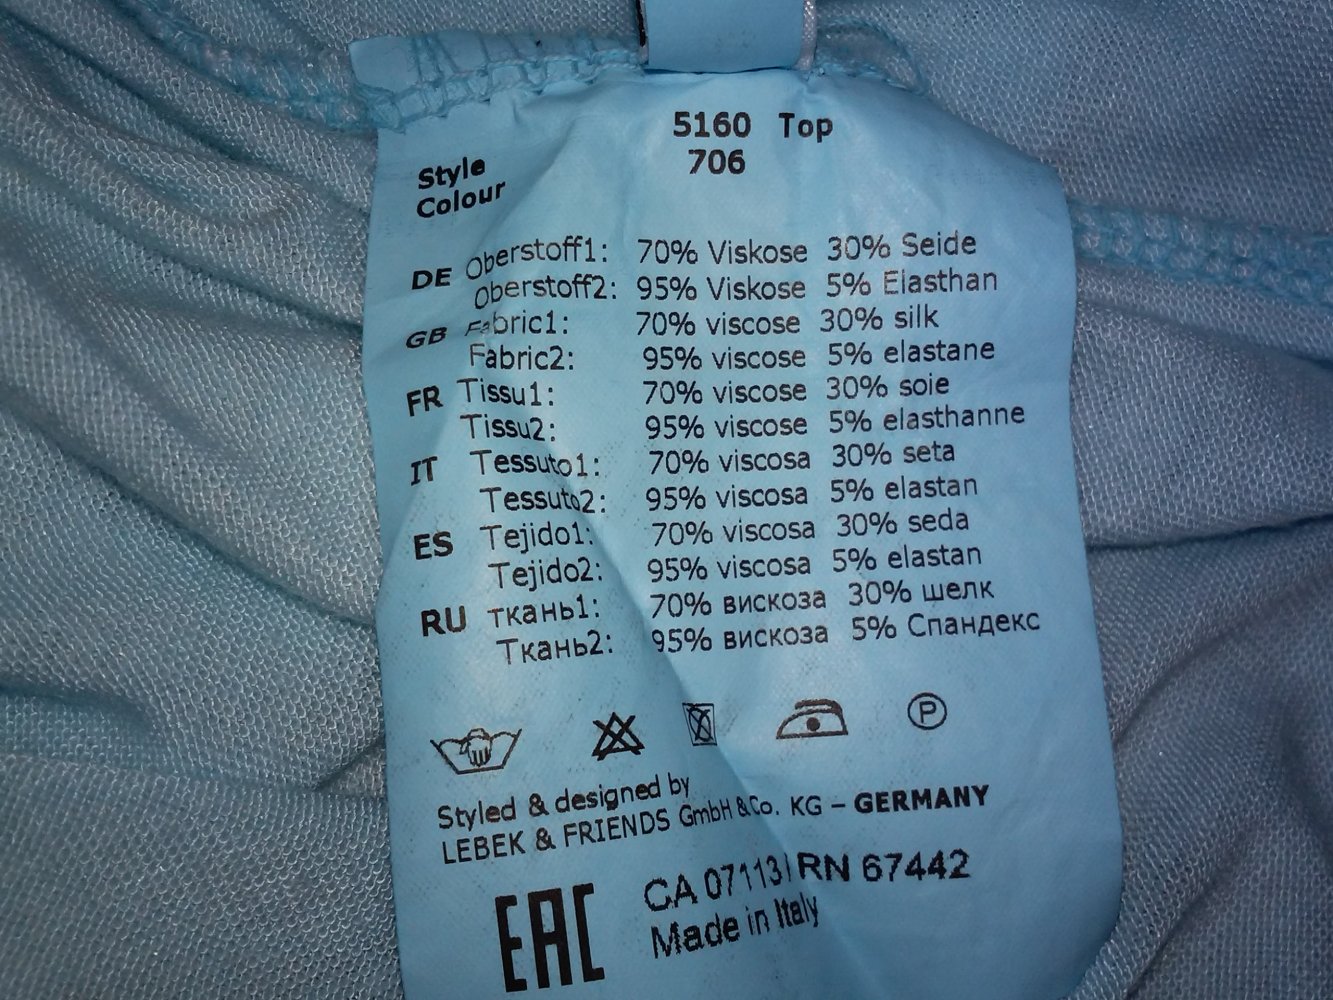 5160 Top
Style 706
Colour
DE Oberstoff1: 70% Viskose 30% Seide
Oberstoff2: 95% Viskose 5% Elasthan
GB Fabric1: 70% viscose 30% silk
Fabric2: 95% viscose 5% elastane
FR Tissu1: 70% viscose 30% soie
Tissu2: 95% viscose 5% elasthanne
IT Tessuto1: 70% viscosa 30% seta
Tessuto2: 95% viscosa 5% elastan
ES Tejido1: 70% viscosa 30% seda
Tejido2: 95% viscosa 5% elastan
RU Ткань1: 70% вискоза 30% шелк
Ткань2: 95% вискоза 5% Спандекс
P
Styled & designed by
LEBEK & FRIENDS GmbH & Co. KG – GERMANY
EAC
CA 07113 RN 67442
Made in Italy